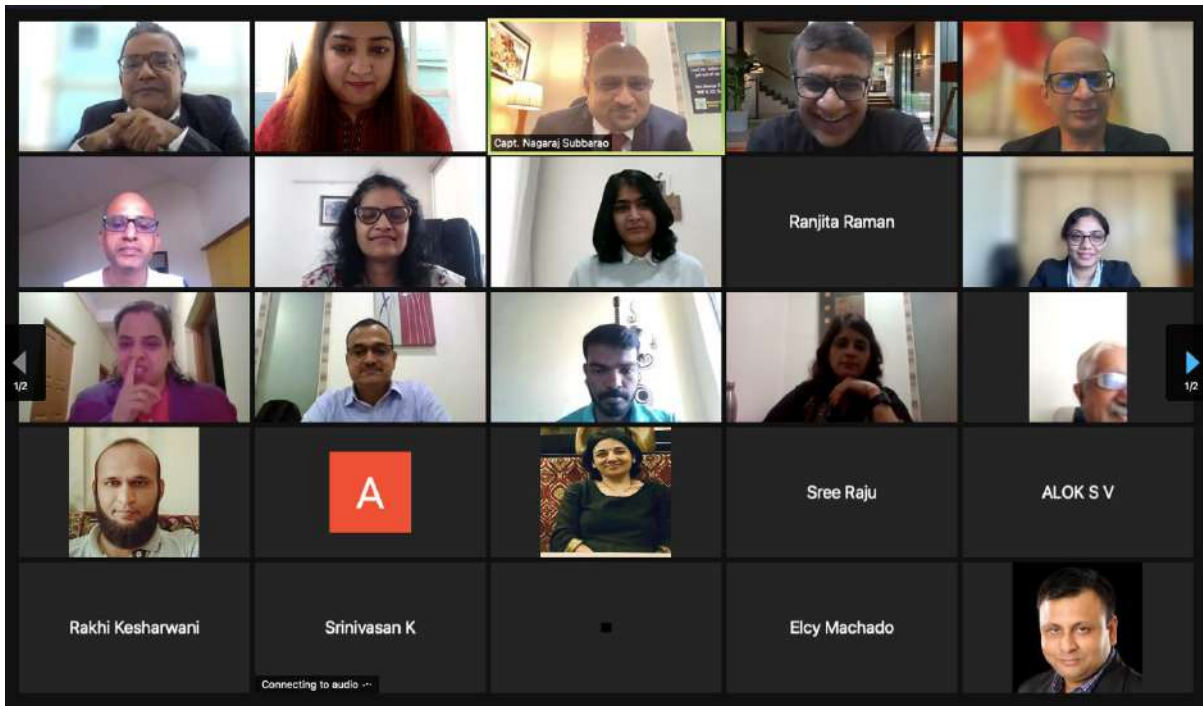 Capt. Nagaraj Subbarao
Ranjita Raman
1/2
1/2
A
Sree Raju
ALOK S V
Rakhi Kesharwani
Srinivasan K
Elcy Machado
Connecting to audio ···